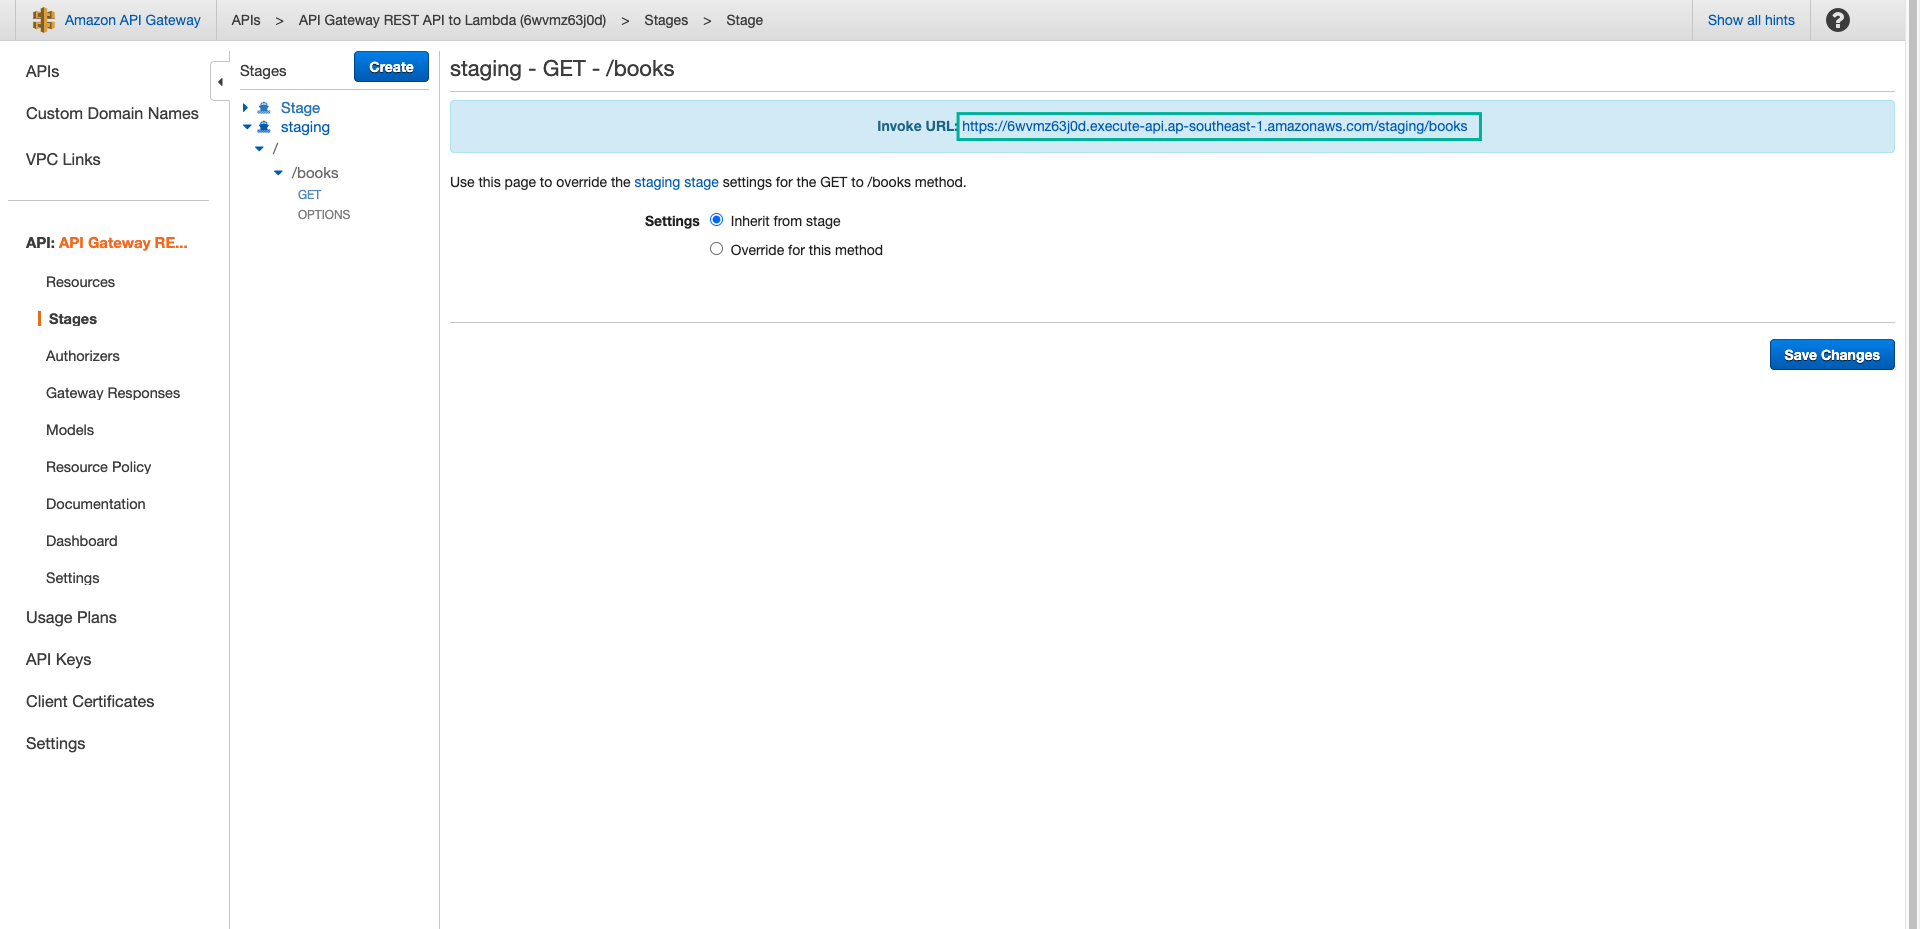 Amazon API Gateway
APIs > API Gateway REST API to Lambda (6wvmz63j0d) > Stages > Stage
Show all hints
?
APIs
Custom Domain Names
VPC Links
API: API Gateway RE...
Resources
Stages
Authorizers
Gateway Responses
Models
Resource Policy
Documentation
Dashboard
Settings
Usage Plans
API Keys
Client Certificates
Settings
Stages
Create
Stage
staging
/
/books
GET
OPTIONS
staging - GET - /books
Invoke URL: https://6wvmz63j0d.execute-api.ap-southeast-1.amazonaws.com/staging/books
Use this page to override the staging stage settings for the GET to /books method.
Settings Inherit from stage
Override for this method
Save Changes